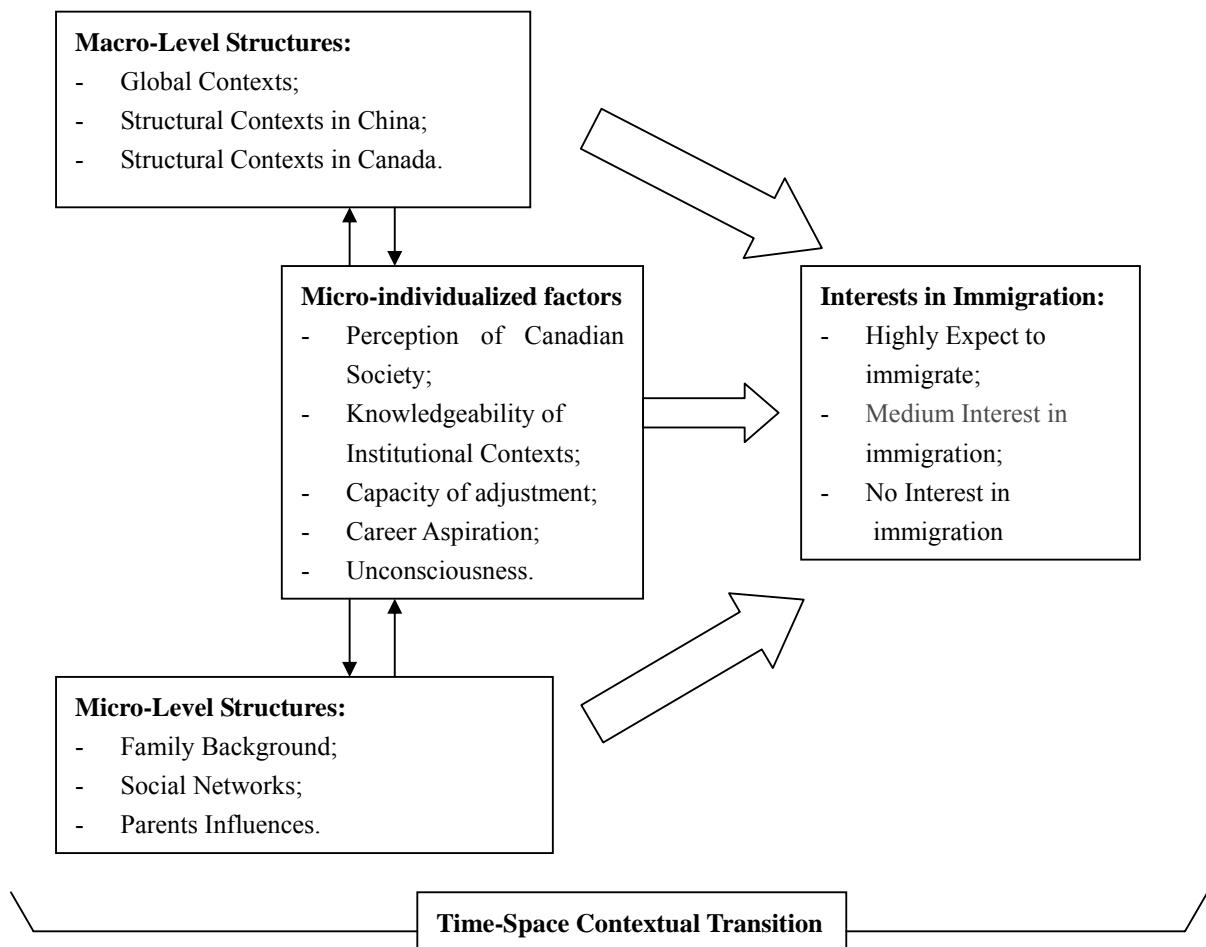 Macro-Level Structures:
- Global Contexts;
- Structural Contexts in China;
- Structural Contexts in Canada.
Micro-individualized factors
- Perception of Canadian
Society;
- Knowledgeability of
Institutional Contexts;
- Capacity of adjustment;
- Career Aspiration;
- Unconsciousness.
Interests in Immigration:
- Highly Expect to
immigrate;
- Medium Interest in
immigration;
- No Interest in
immigration
Micro-Level Structures:
- Family Background;
- Social Networks;
- Parents Influences.
Time-Space Contextual Transition